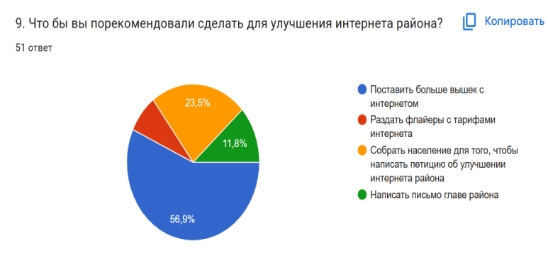 9. Что бы вы порекомендовали сделать для улучшения интернета района?
Копировать
51 ответ
Поставить больше вышек с
интернетом
Раздать флайеры с тарифами
интернета
Собрать население для того, чтобы
написать петицию об улучшении
интернета района
Написать письмо главе района
23,5%
11,8%
56,9%